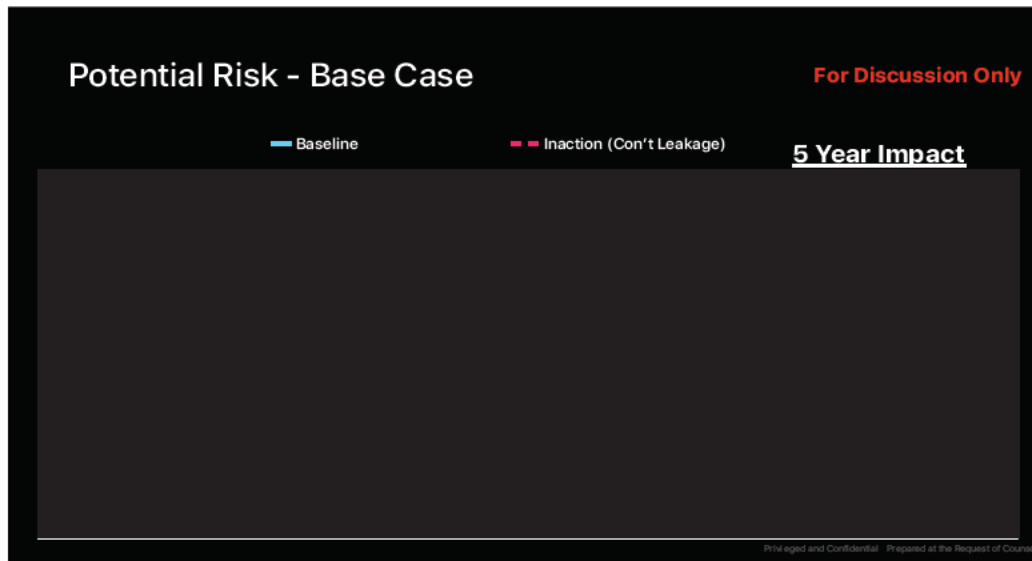 Potential Risk - Base Case
For Discussion Only
Baseline
Inaction (Con't Leakage)
5 Year Impact
Privileged and Confidential Prepared at the Request of